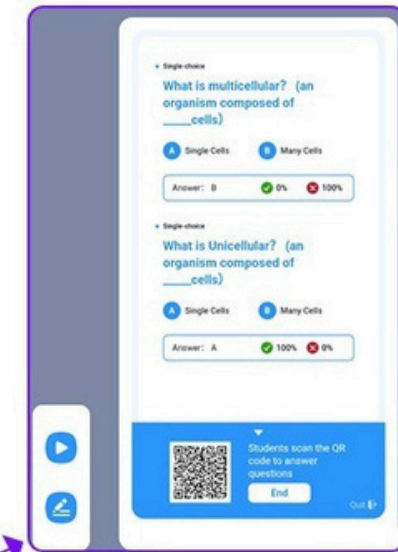 Single-choice
What is multicellular? (an
organism composed of
____cells)
A Single Cells B Many Cells
Answer: B 0% 100%
Single-choice
What is Unicellular? (an
organism composed of
____cells)
A Single Cells B Many Cells
Answer: A 100% 0%
Students scan the QR
code to answer
questions
End
Quit